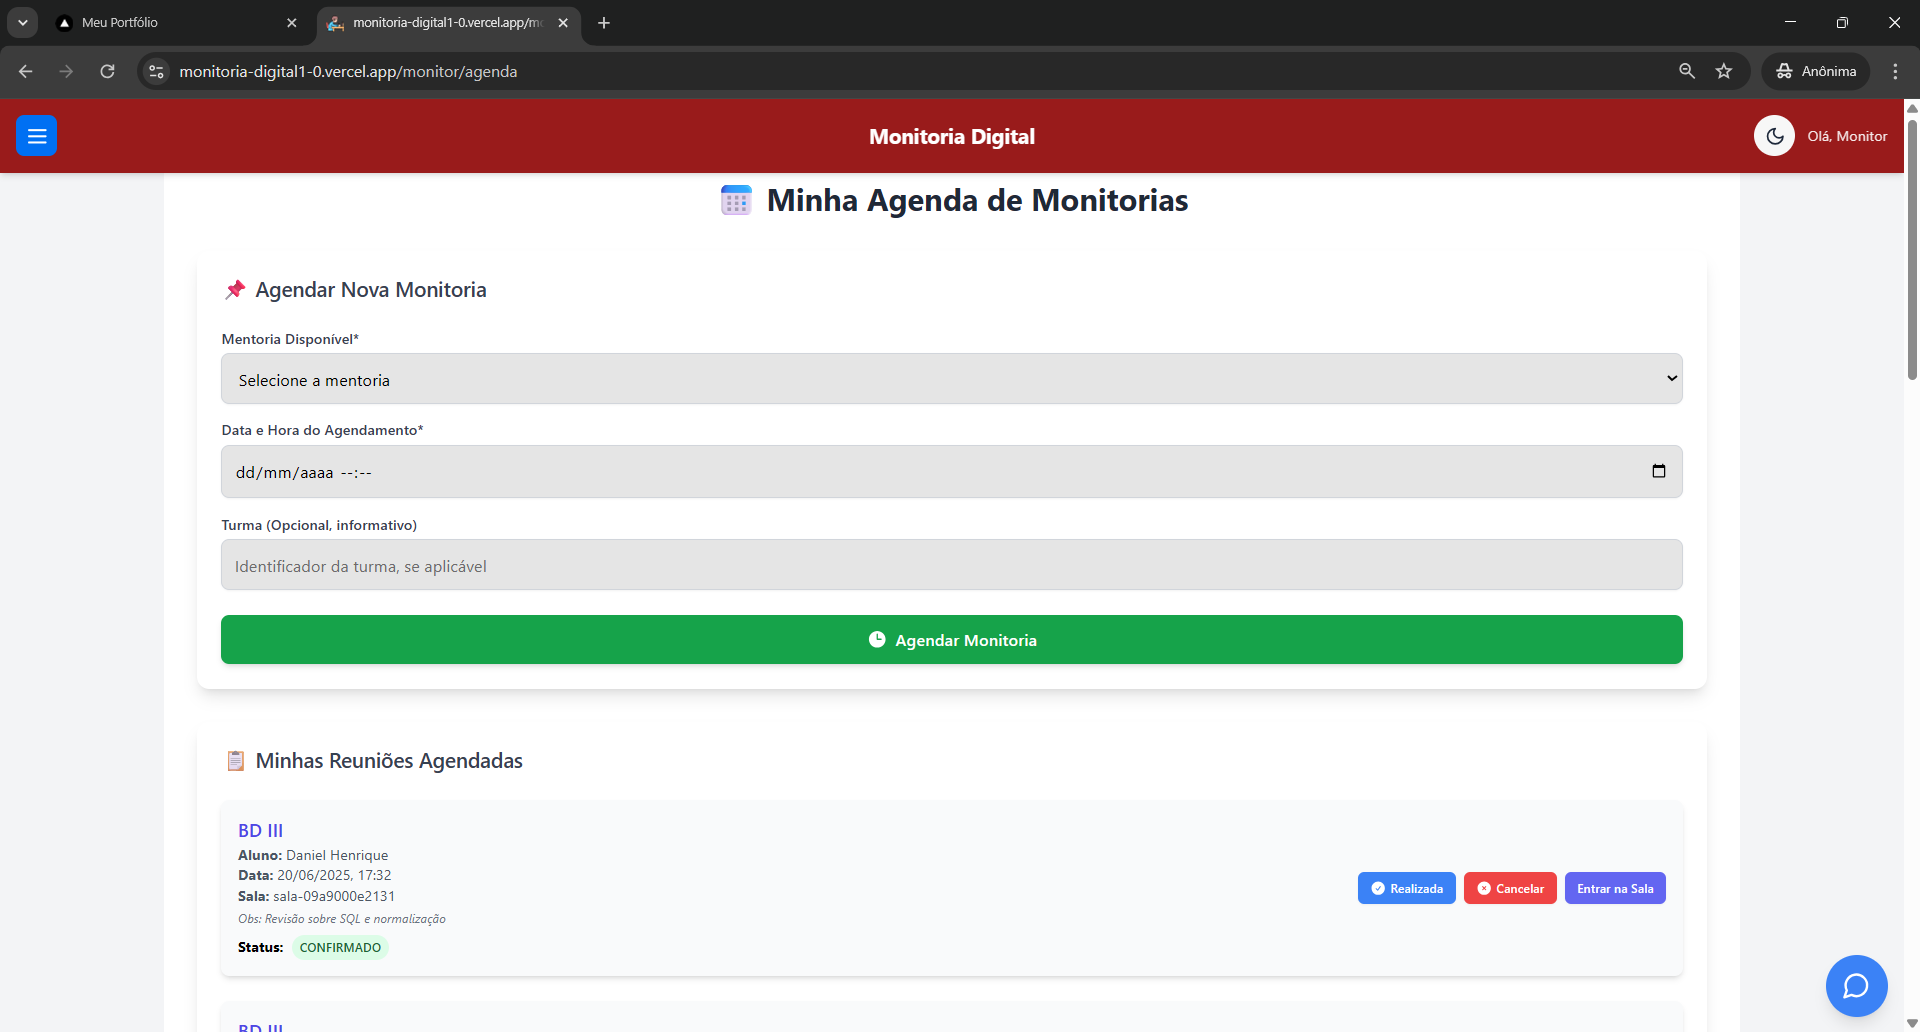 Meu Portfólio
monitoria-digital1-0.vercel.app/m
monitoria-digital1-0.vercel.app/monitor/agenda
Anônima
Monitoria Digital
Olá, Monitor
Minha Agenda de Monitorias
Agendar Nova Monitoria
Mentoria Disponível*
Selecione a mentoria
Data e Hora do Agendamento*
dd/mm/aaaa --:--
Turma (Opcional, informativo)
Identificador da turma, se aplicável
Agendar Monitoria
Minhas Reuniões Agendadas
BD III
Aluno: Daniel Henrique
Data: 20/06/2025, 17:32
Sala: sala-09a9000e2131
Obs: Revisão sobre SQL e normalização
Status: CONFIRMADO
Realizada
Cancelar
Entrar na Sala
BD III